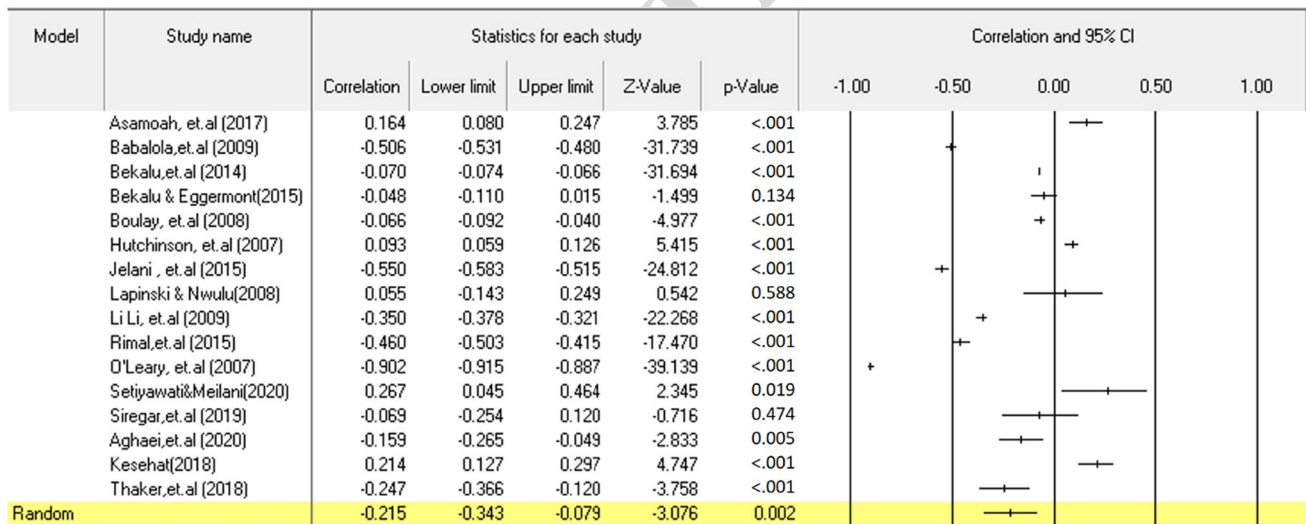 Model Study name Statistics for each study Correlation and 95% CI
Correlation Lower limit Upper limit Z-Value p-Value -1.00 -0.50 0.00 0.50 1.00
Asamoah, et.al (2017) 0.164 0.080 0.247 3.785 <.001
Babalola,et.al (2009) -0.506 -0.531 -0.480 -31.739 <.001
Bekalu,et.al (2014) -0.070 -0.074 -0.066 -31.694 <.001
Bekalu & Eggermont(2015) -0.048 -0.110 0.015 -1.499 0.134
Boulay, et.al (2008) -0.066 -0.092 -0.040 -4.977 <.001
Hutchinson, et.al (2007) 0.093 0.059 0.126 5.415 <.001
Jelani , et.al (2015) -0.550 -0.583 -0.515 -24.812 <.001
Lapinski & Nwulu(2008) 0.055 -0.143 0.249 0.542 0.588
Li Li, et.al (2009) -0.350 -0.378 -0.321 -22.268 <.001
Rimal,et.al (2015) -0.460 -0.503 -0.415 -17.470 <.001
O'Leary, et.al (2007) -0.902 -0.915 -0.887 -39.139 <.001
Setiyawati&Meilani(2020) 0.267 0.045 0.464 2.345 0.019
Siregar,et.al (2019) -0.069 -0.254 0.120 -0.716 0.474
Aghaei,et.al (2020) -0.159 -0.265 -0.049 -2.833 0.005
Kesehat(2018) 0.214 0.127 0.297 4.747 <.001
Thaker,et.al (2018) -0.247 -0.366 -0.120 -3.758 <.001
Random -0.215 -0.343 -0.079 -3.076 0.002